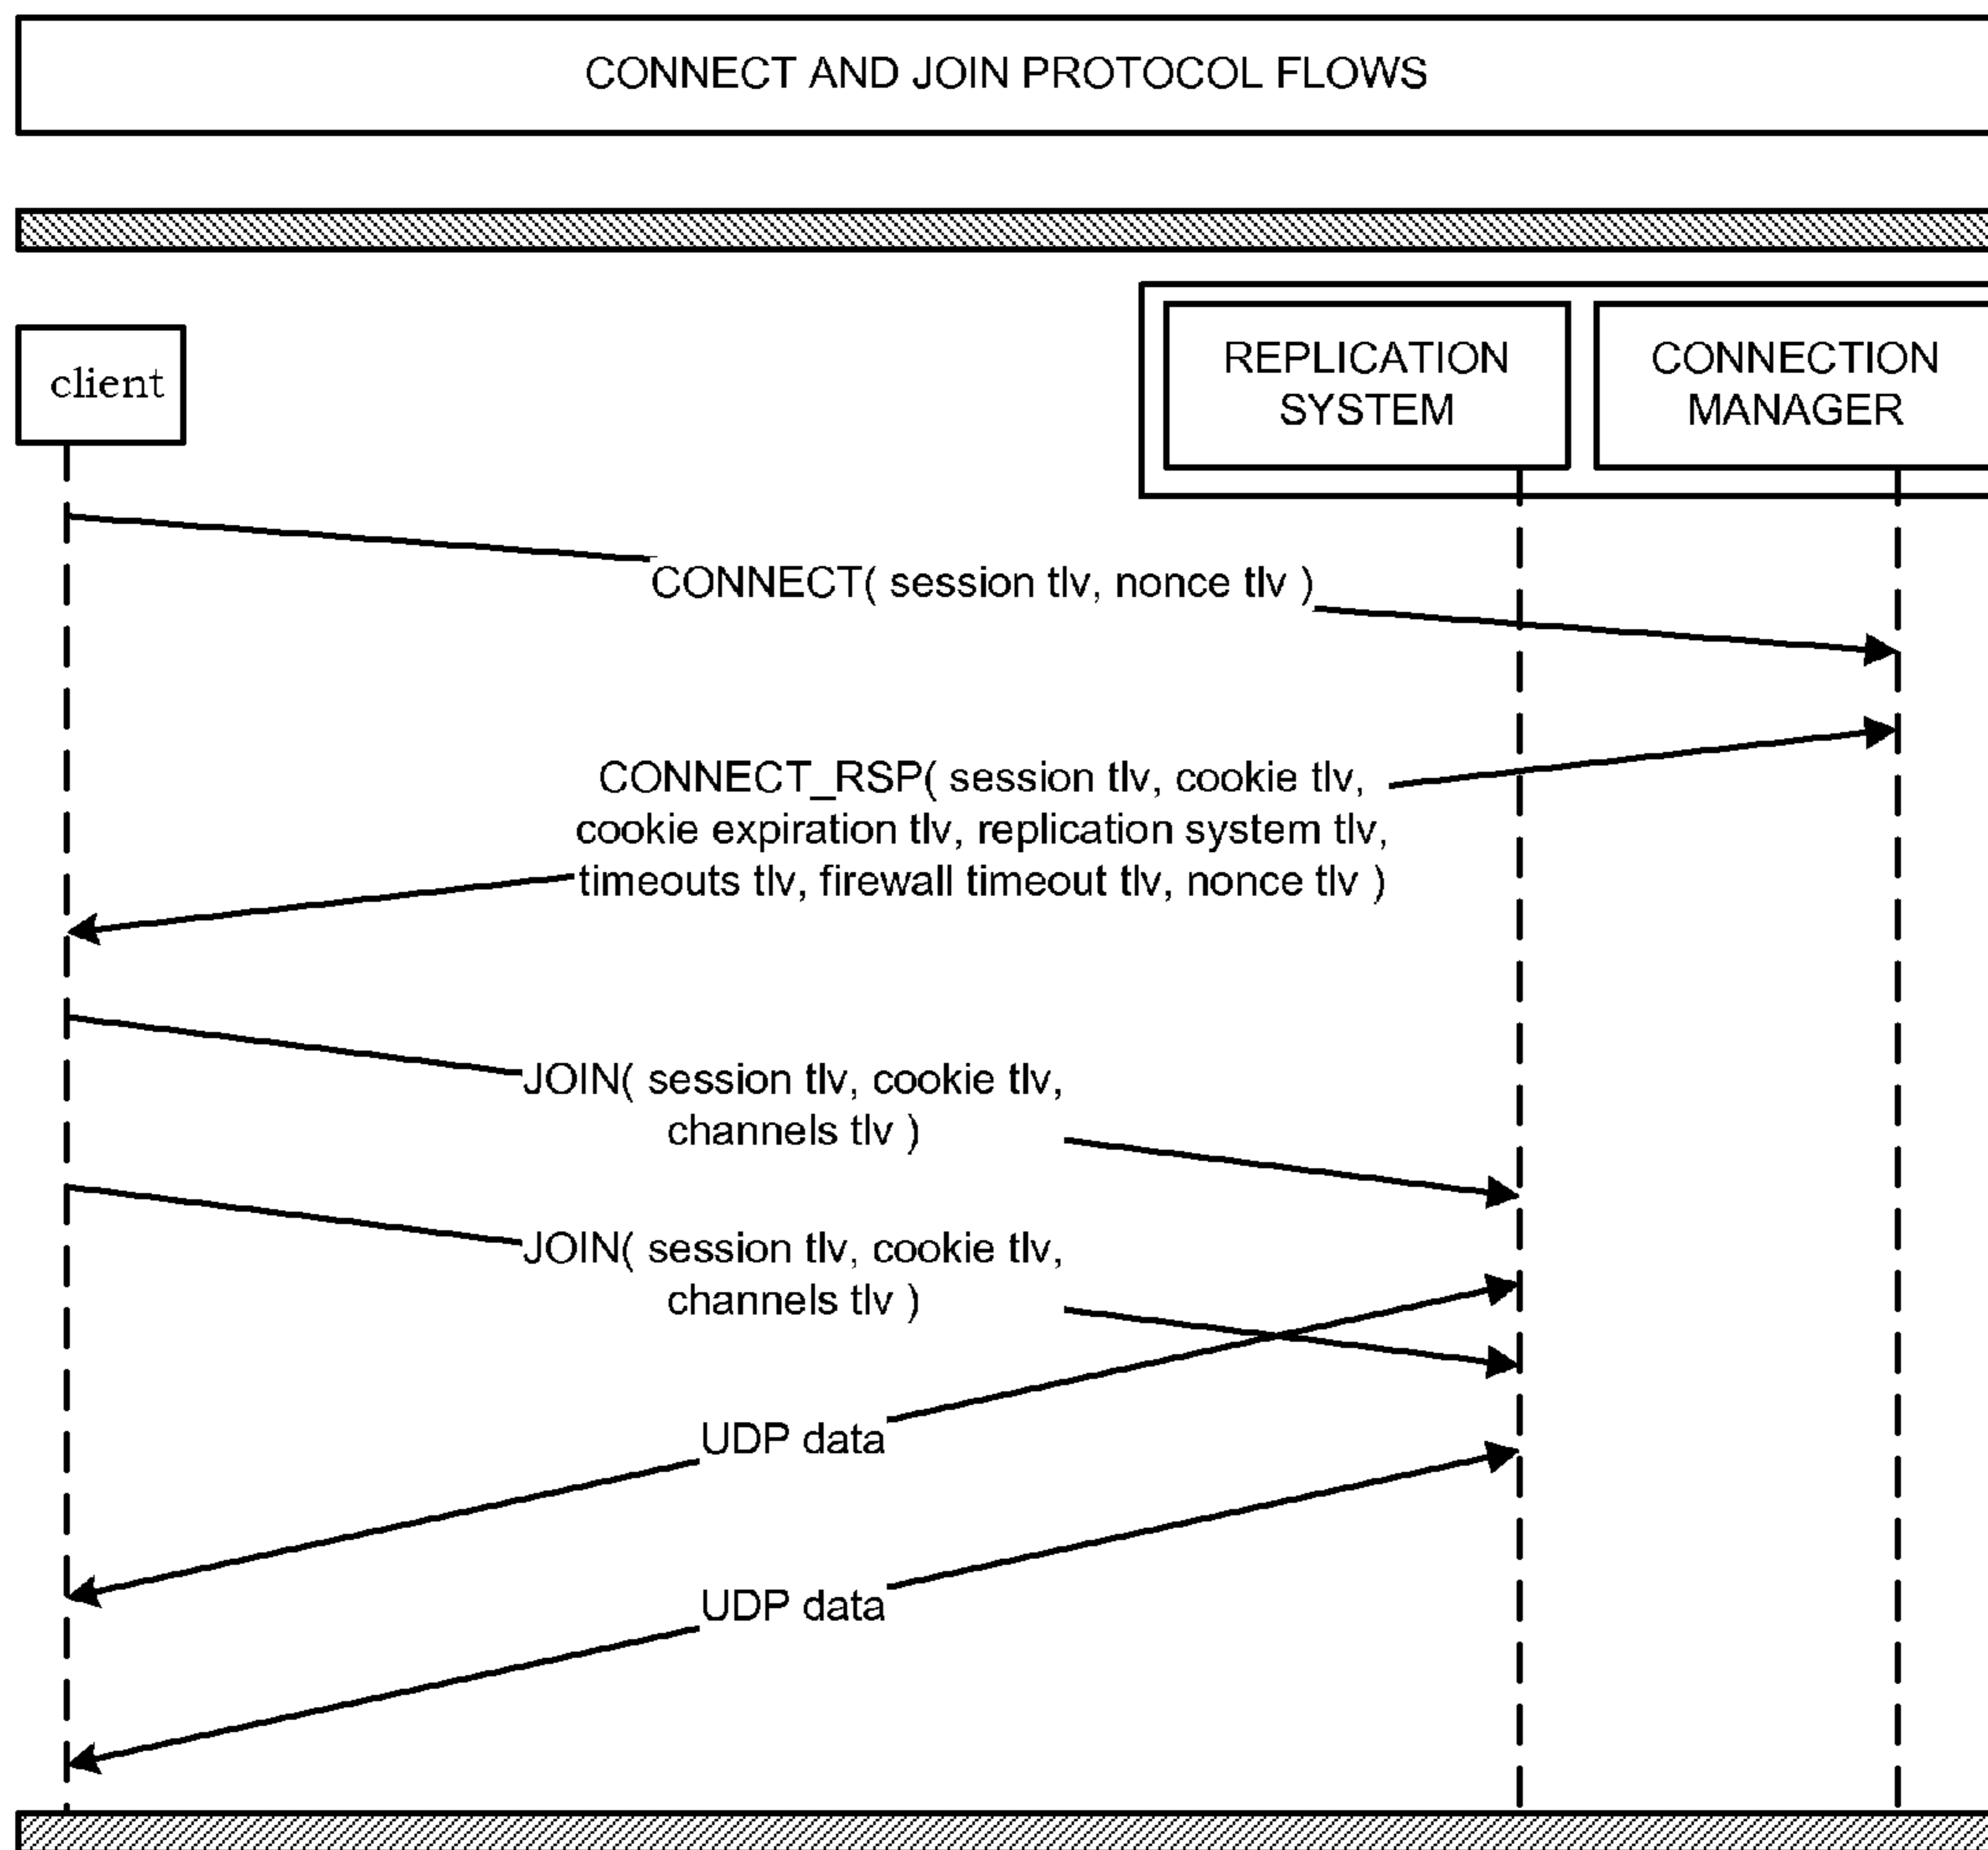 CONNECT AND JOIN PROTOCOL FLOWS
client
REPLICATION
SYSTEM
CONNECTION
MANAGER
CONNECT( session tlv, nonce tlv )
CONNECT_RSP( session tlv, cookie tlv,
cookie expiration tlv, replication system tlv,
timeouts tlv, firewall timeout tlv, nonce tlv )
JOIN( session tlv, cookie tlv,
channels tlv )
JOIN( session tlv, cookie tlv,
channels tlv )
UDP data
UDP data